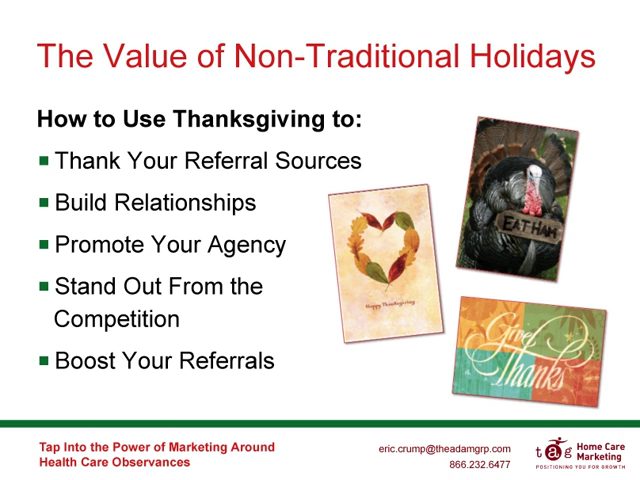 The Value of Non-Traditional Holidays
How to Use Thanksgiving to:
Thank Your Referral Sources
Build Relationships
Promote Your Agency
Stand Out From the
Competition
Boost Your Referrals
EAT HAM
Happy Thanksgiving
Give Thanks
Tap Into the Power of Marketing Around
Health Care Observances
eric.crump@theadamgrp.com
866.232.6477
tag Home Care
Marketing
POSITIONING YOU FOR GROWTH